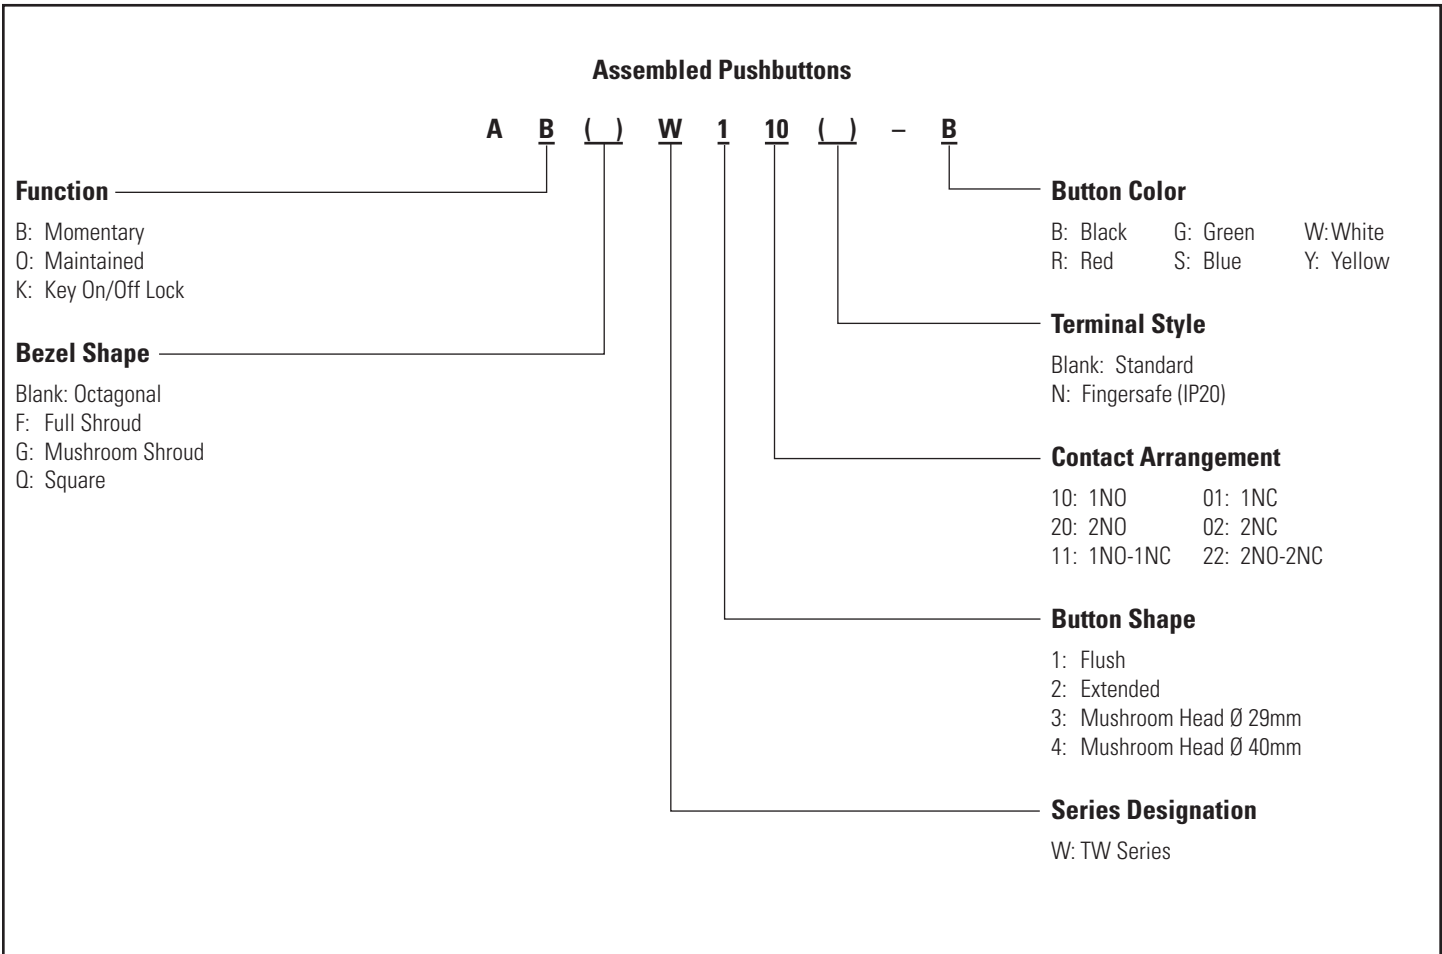 Assembled Pushbuttons
A B ( ) W 1 10 ( ) – B
Function
B: Momentary
O: Maintained
K: Key On/Off Lock
Bezel Shape
Blank: Octagonal
F: Full Shroud
G: Mushroom Shroud
Q: Square
Button Color
B: Black G: Green W: White
R: Red S: Blue Y: Yellow
Terminal Style
Blank: Standard
N: Fingersafe (IP20)
Contact Arrangement
10: 1NO 01: 1NC
20: 2NO 02: 2NC
11: 1NO-1NC 22: 2NO-2NC
Button Shape
1: Flush
2: Extended
3: Mushroom Head Ø 29mm
4: Mushroom Head Ø 40mm
Series Designation
W: TW Series